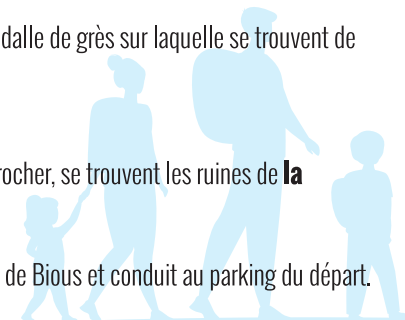 dalle de grès sur laquelle se trouvent de
rocher, se trouvent les ruines de la
de Bious et conduit au parking du départ.